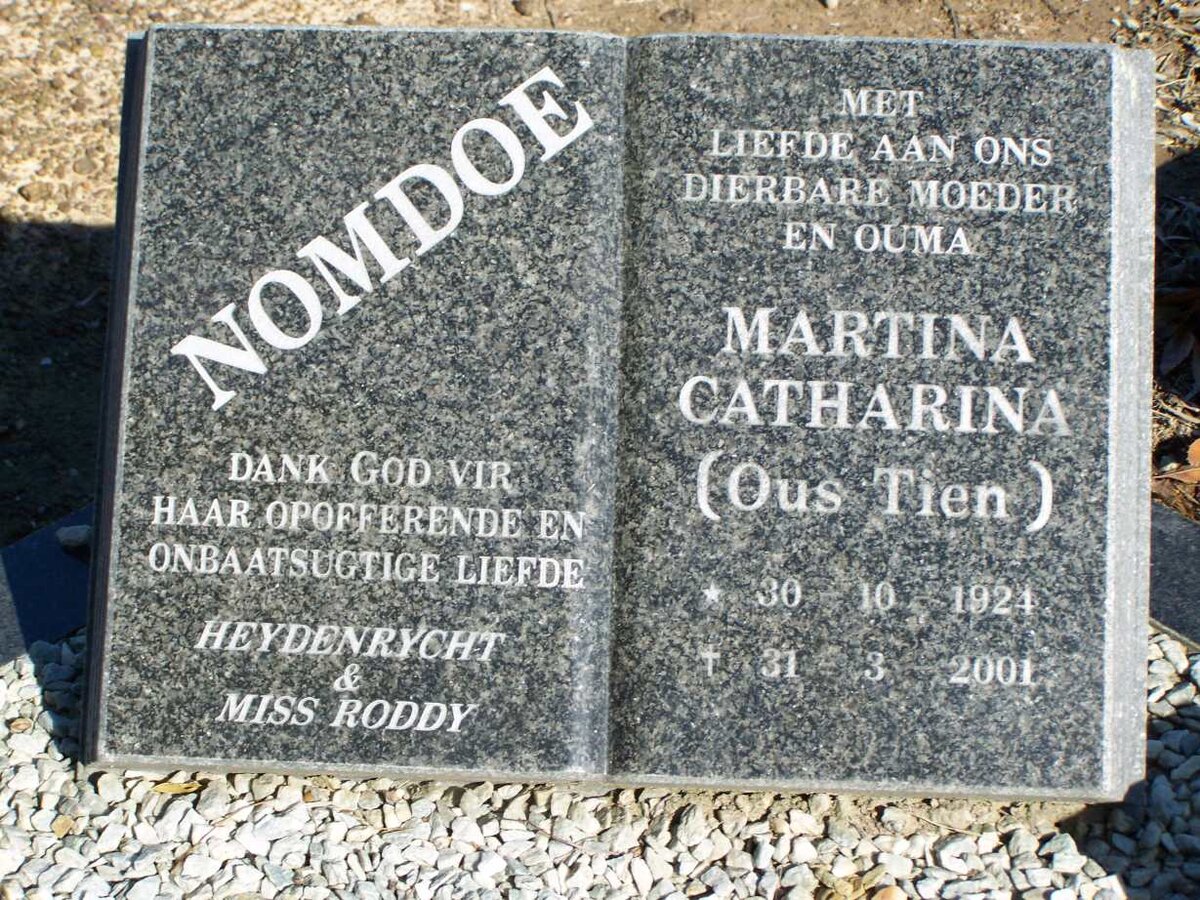 NOMDOE
DANK GOD VIR
HAAR OPOFFERENDE EN
ONBAATSUGTIGE LIEFDE
HEYDENRYCHT
&
MISS RODDY
MET
LIEFDE AAN ONS
DIERBARE MOEDER
EN OUMA
MARTINA
CATHARINA
(Ous Tien)
★ 30 10 1924
† 31 3 2001